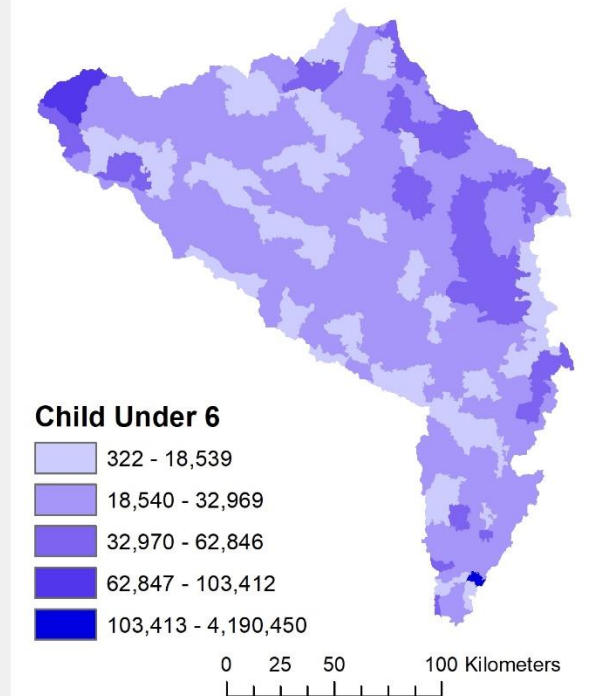 Child Under 6
322 - 18,539
18,540 - 32,969
32,970 - 62,846
62,847 - 103,412
103,413 - 4,190,450
0 25 50 100 Kilometers